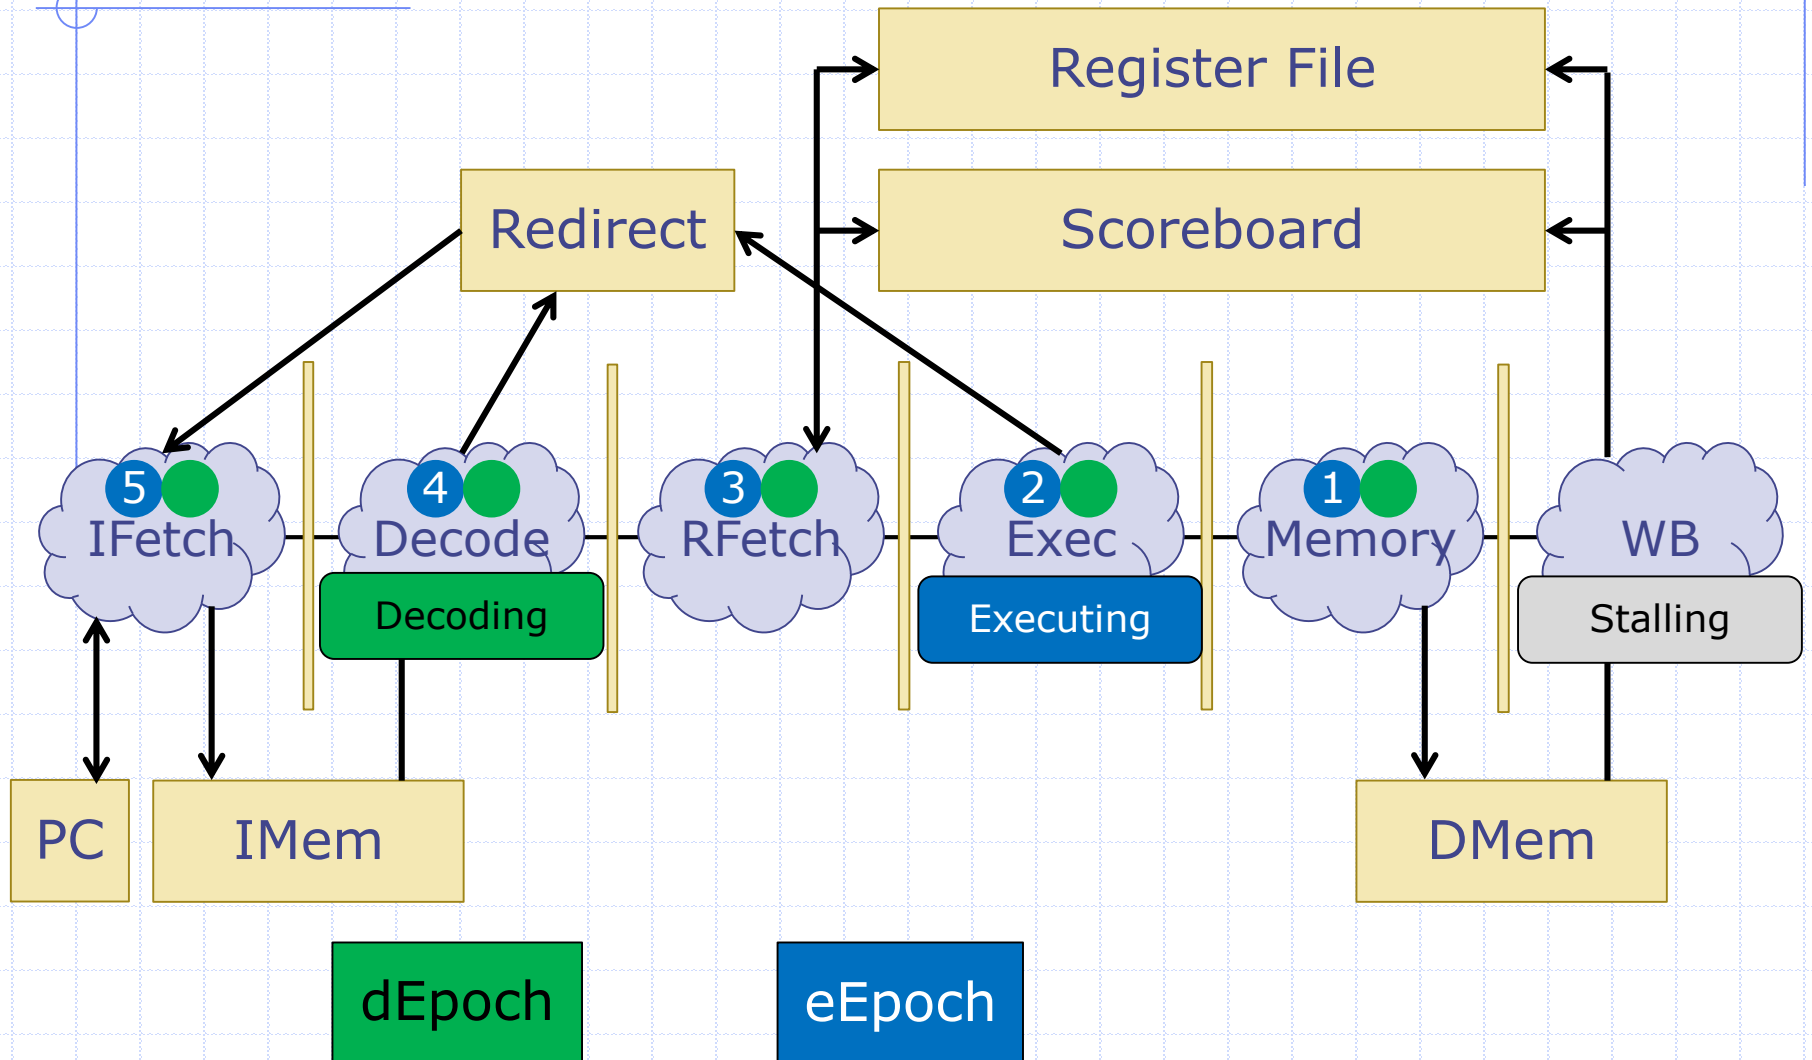 Register File
Redirect
Scoreboard
5
4
3
2
1
IFetch
Decode
RFetch
Exec
Memory
WB
Decoding
Executing
Stalling
PC
IMem
DMem
dEpoch
eEpoch